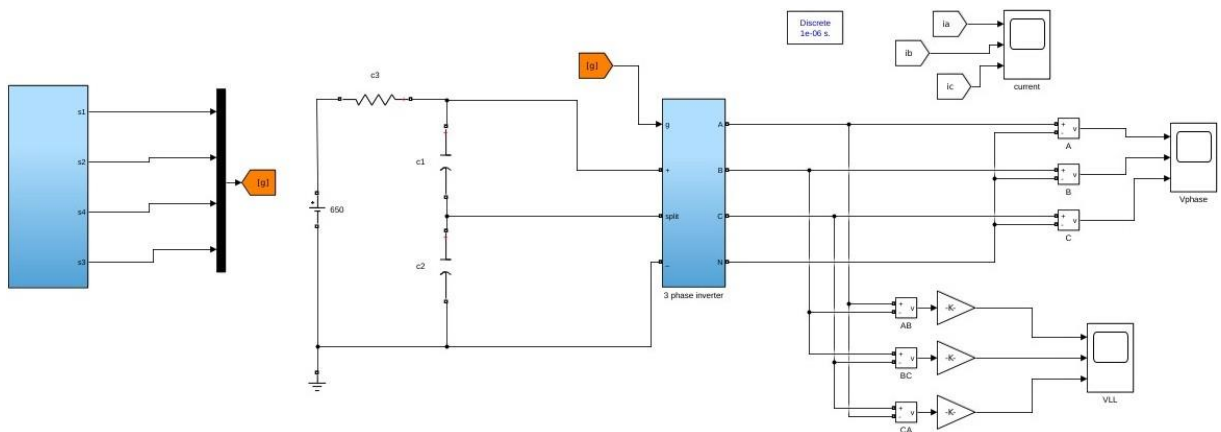 Discrete
1e-06 s.
ia
ib
ic
current
[g]
c3
s1
s2
s4
s3
[g]
c1
c2
+
650
g
+
split
–
A
B
C
N
3 phase inverter
+
-
v
A
+
-
v
B
+
-
v
C
Vphase
+
-
v
AB
-K-
+
-
v
BC
-K-
+
-
v
CA
-K-
VLL